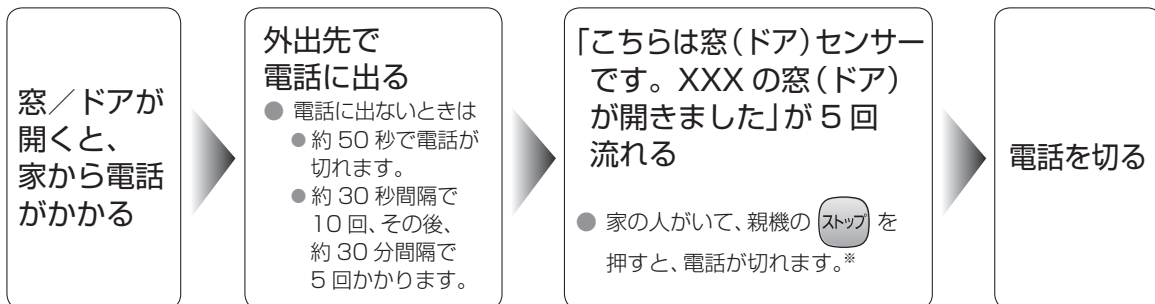 窓／ドアが
開くと、
家から電話
がかかる
外出先で
電話に出る
● 電話に出ないときは
● 約 50 秒で電話が
切れます。
● 約 30 秒間隔で
10 回、その後、
約 30 分間隔で
5 回かかります。
「こちらは窓（ドア）センサー
です。XXX の窓（ドア）
が開きました」が 5 回
流れる
● 家の人がいて、親機の ストップ を
押すと、電話が切れます。※
電話を切る